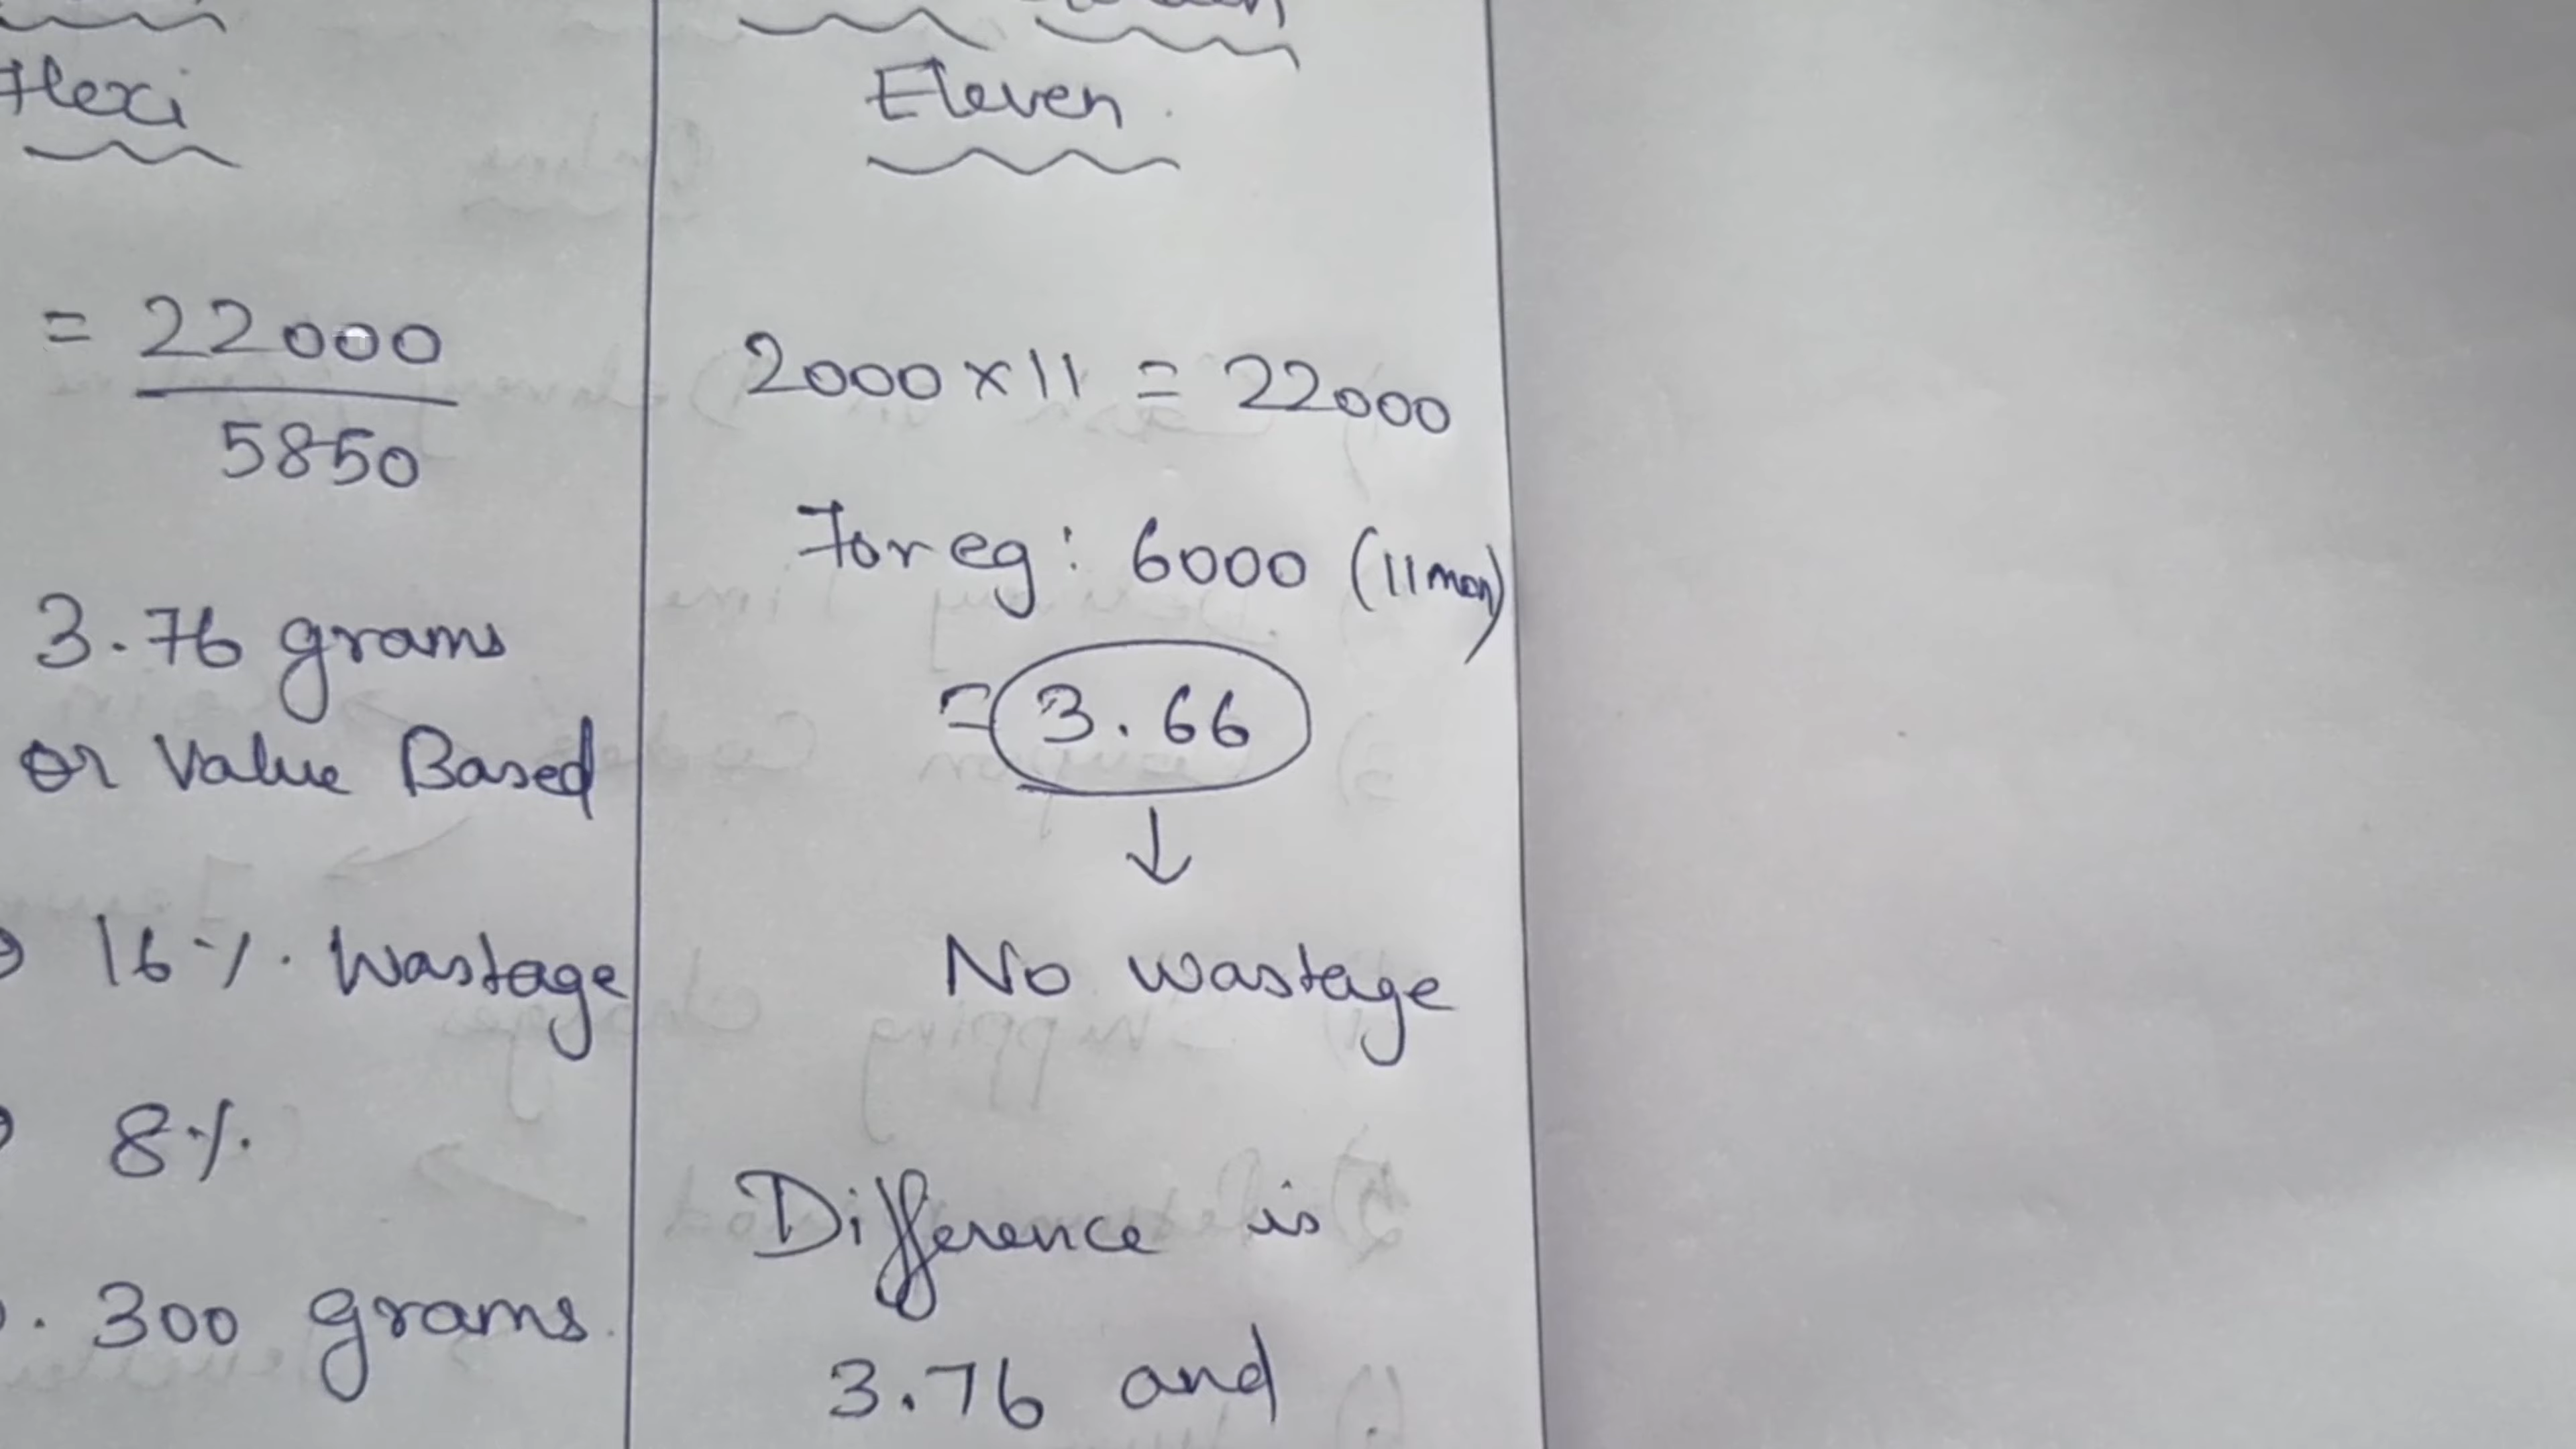 Flexi
= 22000
5850
3.76 grams
or Value Based
16%. Wastage
8%
300 grams.
Eleven
2000 x 11 = 22000
For eg: 6000 (11 mon)
= 3.66
↓
No wastage
Difference is
3.76 and